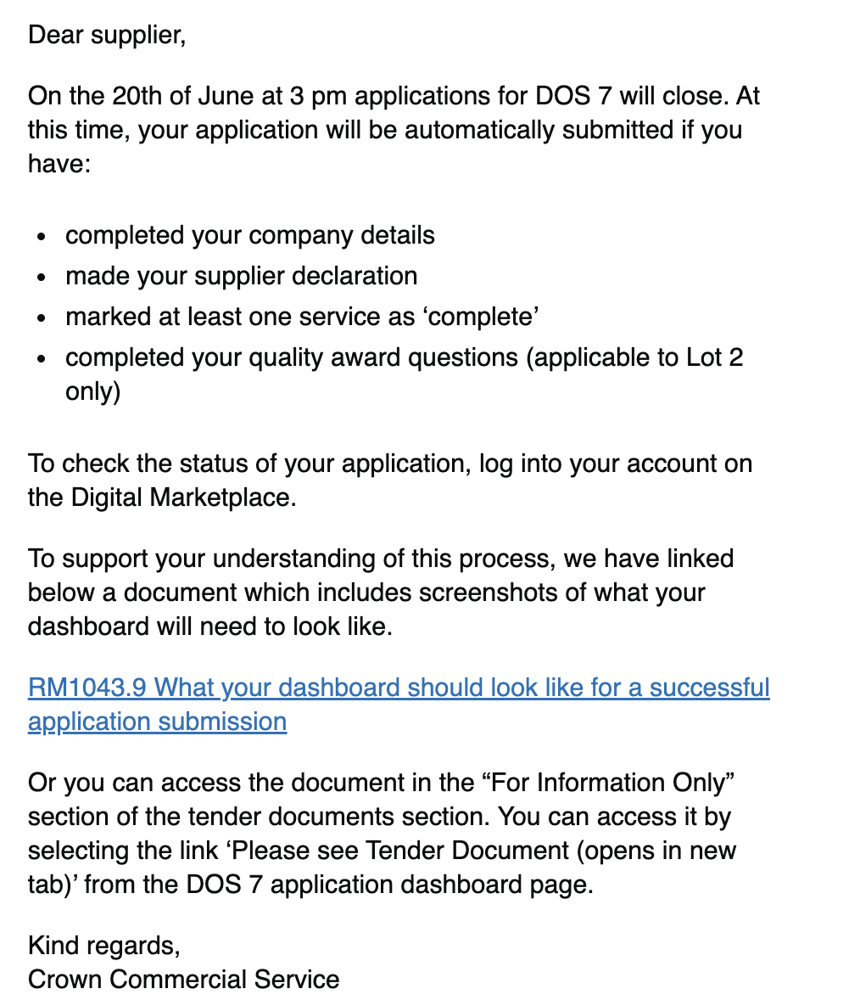 Dear supplier,
On the 20th of June at 3 pm applications for DOS 7 will close. At
this time, your application will be automatically submitted if you
have:
• completed your company details
• made your supplier declaration
• marked at least one service as ‘complete’
• completed your quality award questions (applicable to Lot 2
only)
To check the status of your application, log into your account on
the Digital Marketplace.
To support your understanding of this process, we have linked
below a document which includes screenshots of what your
dashboard will need to look like.
RM1043.9 What your dashboard should look like for a successful
application submission
Or you can access the document in the “For Information Only”
section of the tender documents section. You can access it by
selecting the link ‘Please see Tender Document (opens in new
tab)’ from the DOS 7 application dashboard page.
Kind regards,
Crown Commercial Service